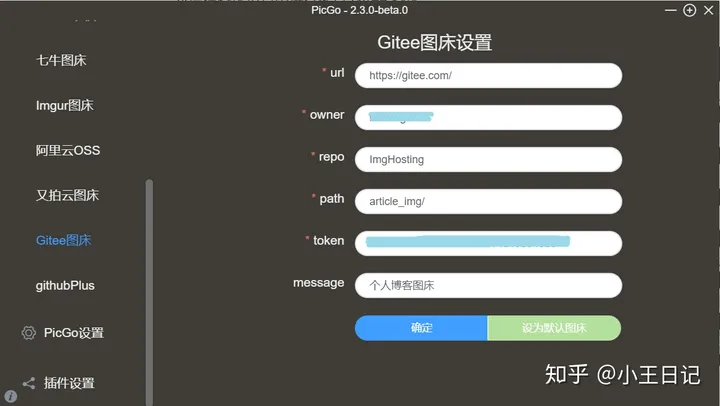 PicGo - 2.3.0-beta.0
七牛图床
Imgur图床
阿里云OSS
又拍云图床
Gitee图床
githubPlus
PicGo设置
插件设置
Gitee图床设置
* url
https://gitee.com/
* owner
* repo
ImgHosting
* path
article_img/
* token
message
个人博客图床
确定
设为默认图床
知乎 @小王日记